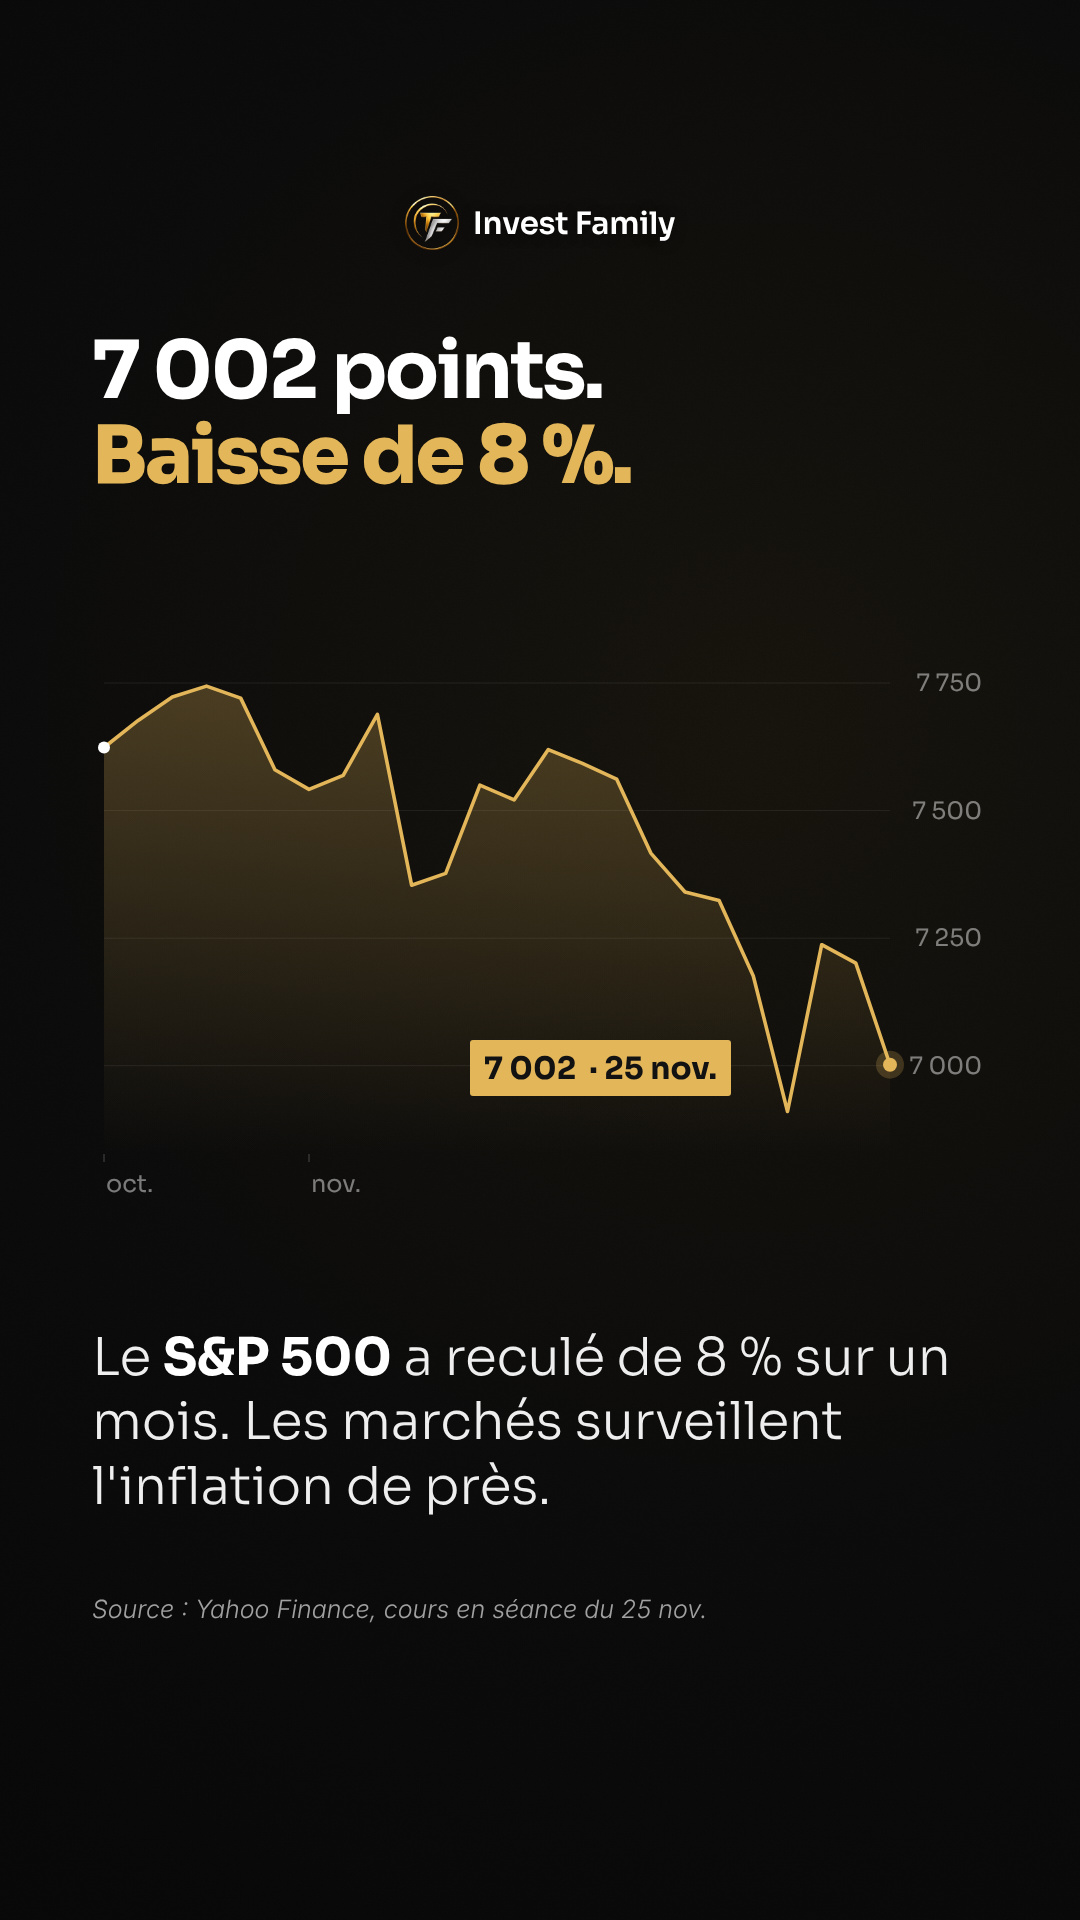 TF Invest Family
7 002 points.
Baisse de 8 %.
7 750
7 500
7 250
7 002 · 25 nov.
7 000
oct.
nov.
Le S&P 500 a reculé de 8 % sur un
mois. Les marchés surveillent
l'inflation de près.
Source : Yahoo Finance, cours en séance du 25 nov.